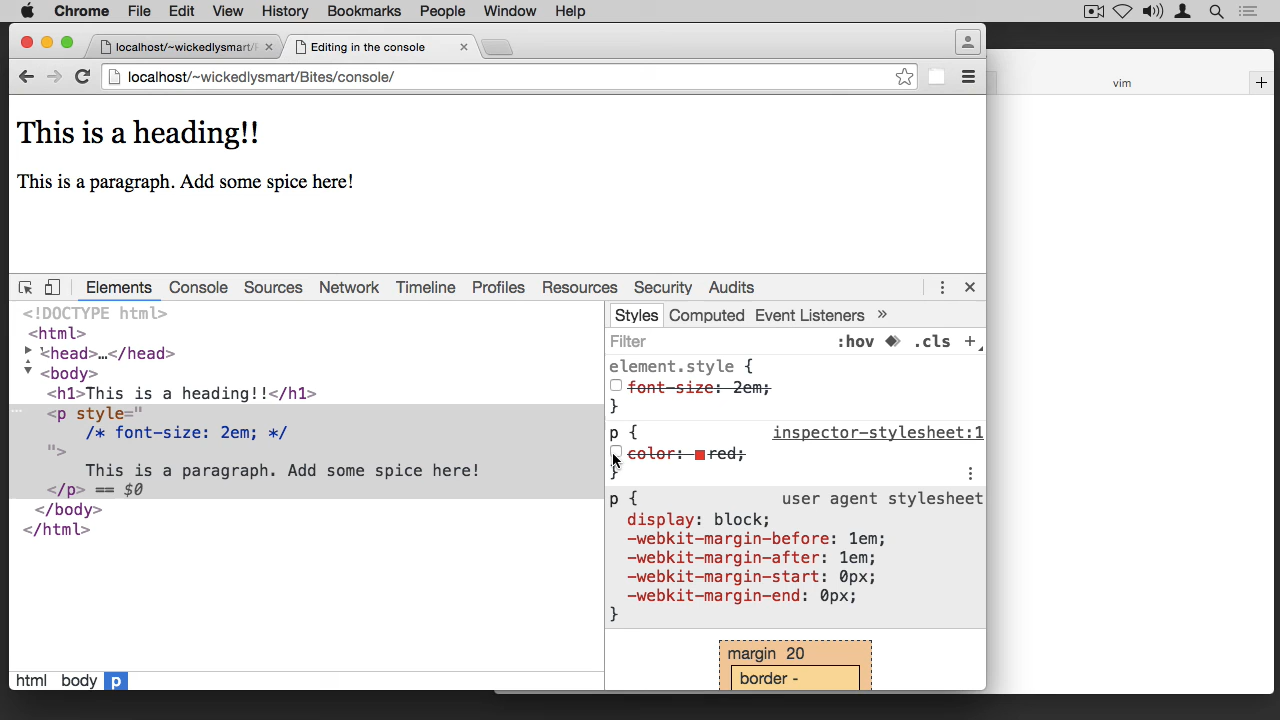 Chrome File Edit View History Bookmarks People Window Help
localhost/~wickedlysmart/
Editing in the console
localhost/~wickedlysmart/Bites/console/
vim
This is a heading!!
This is a paragraph. Add some spice here!
Elements Console Sources Network Timeline Profiles Resources Security Audits
<!DOCTYPE html>
<html>
<head>…</head>
<body>
<h1>This is a heading!!</h1>
<p style="
/* font-size: 2em; */
">
This is a paragraph. Add some spice here!
</p> == $0
</body>
</html>
html body p
Styles Computed Event Listeners »
Filter :hov .cls +
element.style {
font-size: 2em;
}
p { inspector-stylesheet:1
color: red;
}
p { user agent stylesheet
display: block;
-webkit-margin-before: 1em;
-webkit-margin-after: 1em;
-webkit-margin-start: 0px;
-webkit-margin-end: 0px;
}
margin 20
border -